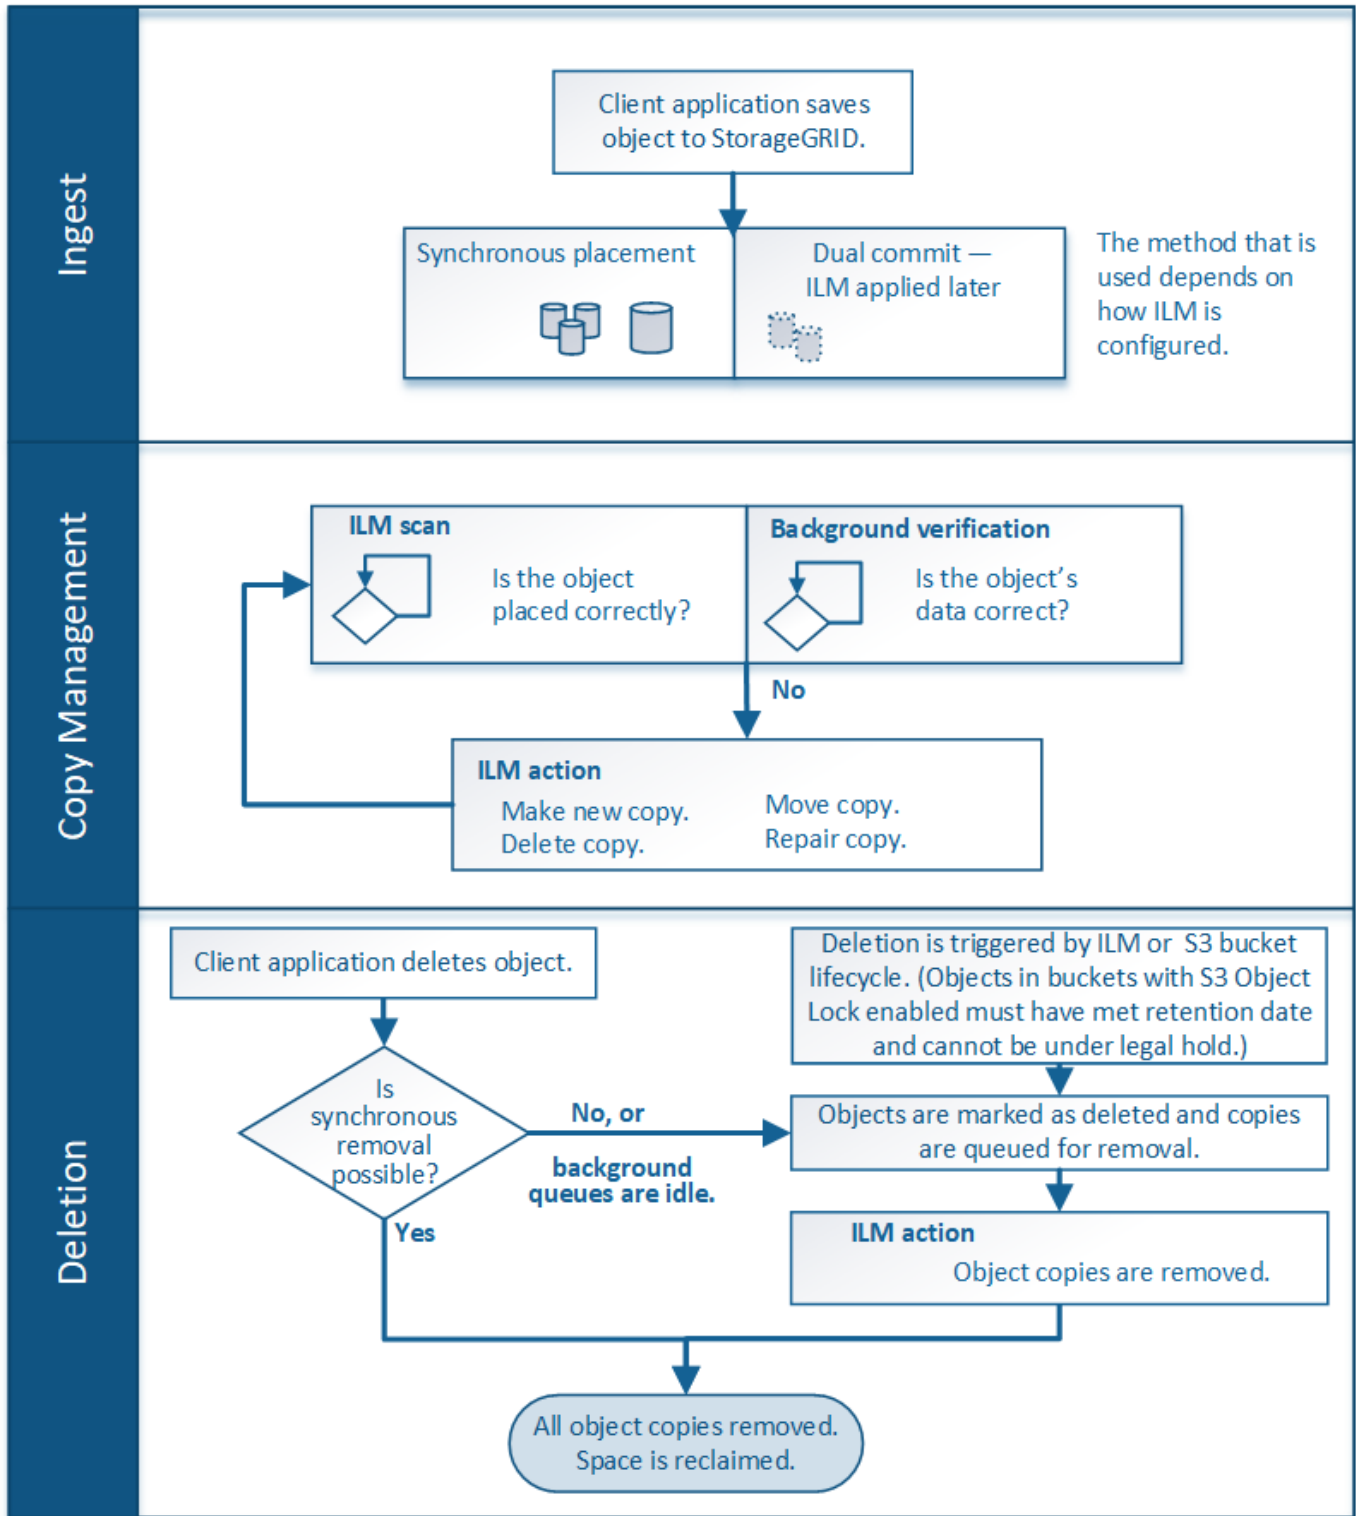 Ingest
Client application saves
object to StorageGRID.
Synchronous placement
Dual commit —
ILM applied later
The method that is
used depends on
how ILM is
configured.
Copy Management
ILM scan
Is the object
placed correctly?
Background verification
Is the object’s
data correct?
No
ILM action
Make new copy.
Delete copy.
Move copy.
Repair copy.
Deletion
Client application deletes object.
Is
synchronous
removal
possible?
No, or
background
queues are idle.
Yes
Deletion is triggered by ILM or S3 bucket
lifecycle. (Objects in buckets with S3 Object
Lock enabled must have met retention date
and cannot be under legal hold.)
Objects are marked as deleted and copies
are queued for removal.
ILM action
Object copies are removed.
All object copies removed.
Space is reclaimed.